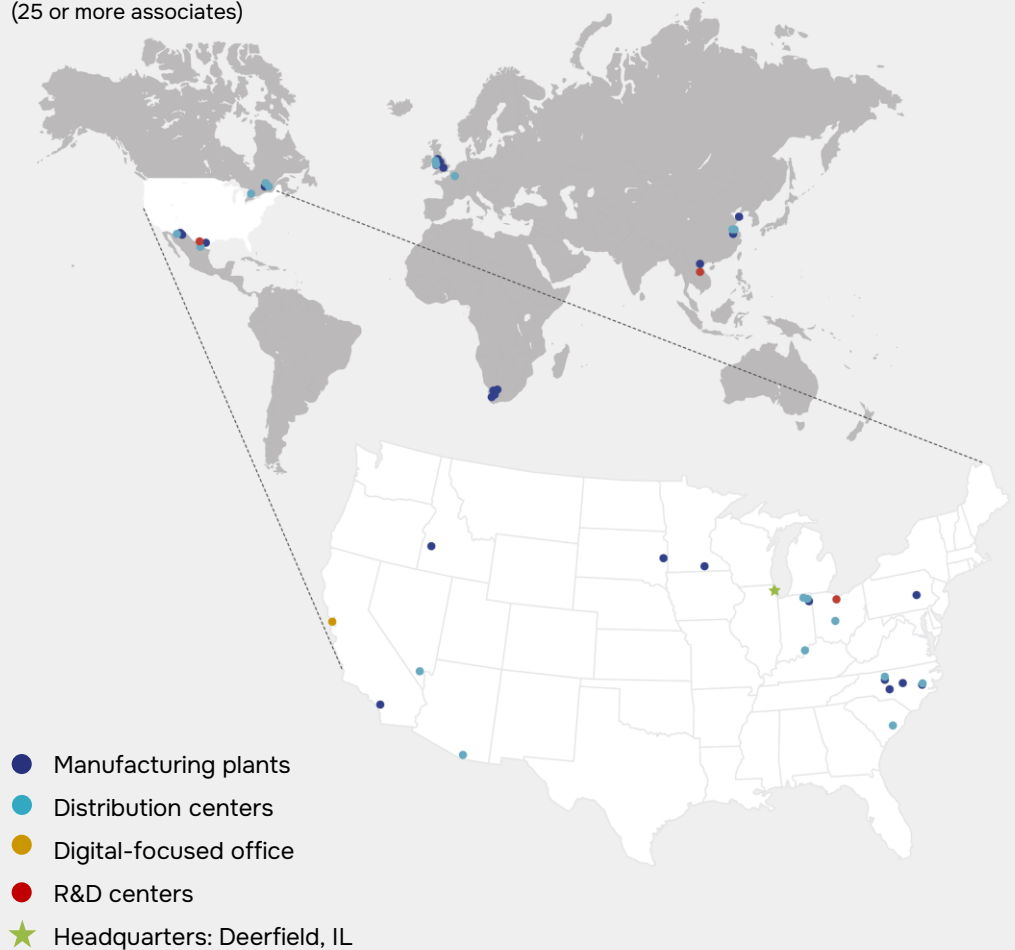 (25 or more associates)
Manufacturing plants
Distribution centers
Digital-focused office
R&D centers
Headquarters: Deerfield, IL